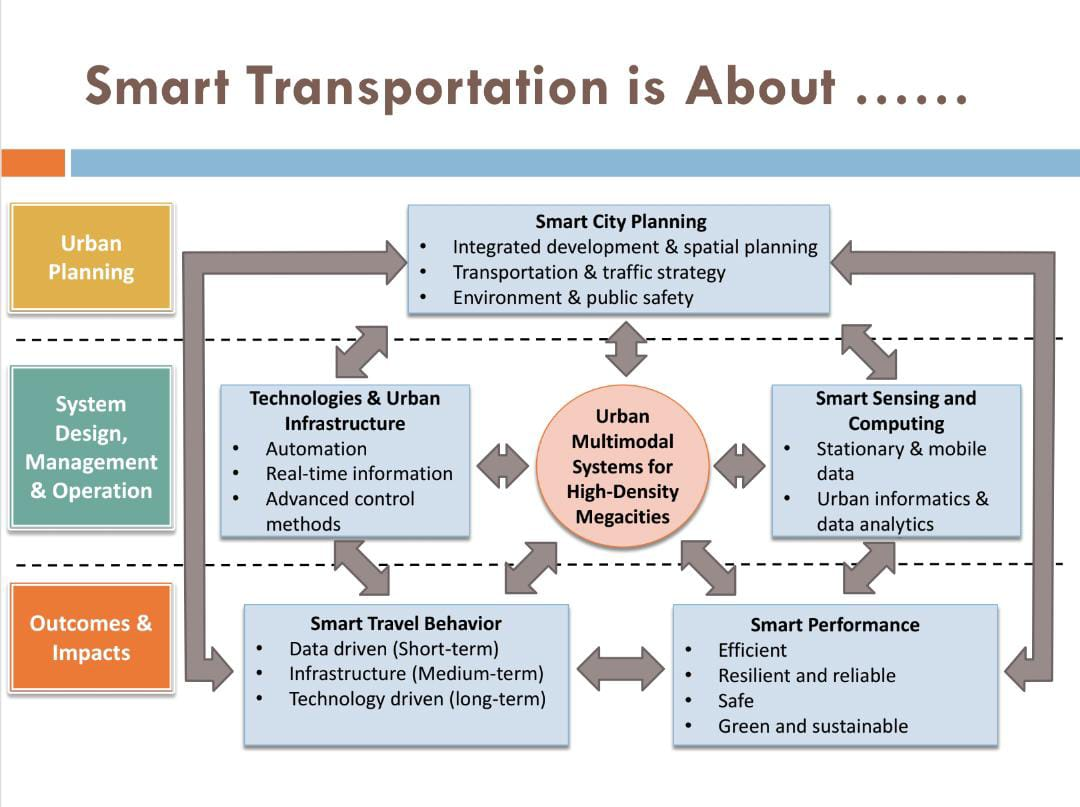 Smart Transportation is About ……
Urban
Planning
Smart City Planning
• Integrated development & spatial planning
• Transportation & traffic strategy
• Environment & public safety
System
Design,
Management
& Operation
Technologies & Urban
Infrastructure
• Automation
• Real-time information
• Advanced control
methods
Urban
Multimodal
Systems for
High-Density
Megacities
Smart Sensing and
Computing
• Stationary & mobile
data
• Urban informatics &
data analytics
Outcomes &
Impacts
Smart Travel Behavior
• Data driven (Short-term)
• Infrastructure (Medium-term)
• Technology driven (long-term)
Smart Performance
• Efficient
• Resilient and reliable
• Safe
• Green and sustainable